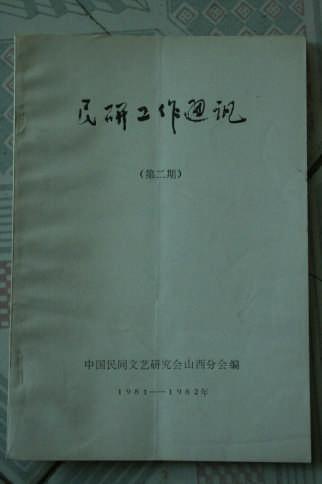 民研工作通讯
(第二期)
中国民间文艺研究会山西分会编
1981——1982年